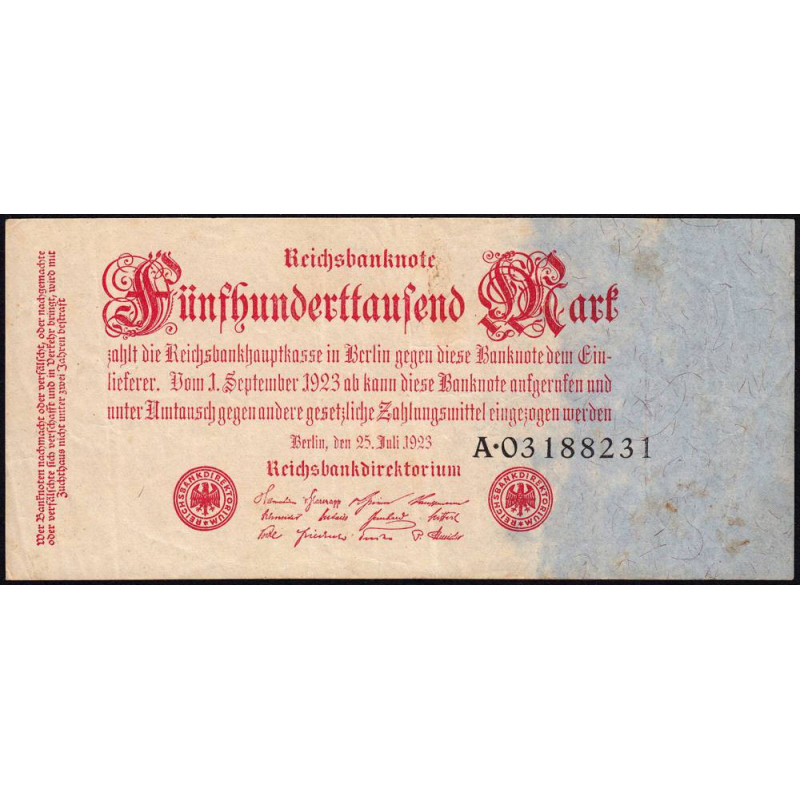 Reichsbanknote
Fünfhunderttausend Mark
zahlt die Reichsbankhauptkasse in Berlin gegen diese Banknote dem Ein-
lieferer. Vom 1. September 1923 ab kann diese Banknote aufgerufen und
unter Umtausch gegen andere gesetzliche Zahlungsmittel eingezogen werden
Berlin, den 25. Juli 1923
A·03188231
Reichsbankdirektorium
REICHSBANKDIREKTORIUM
REICHSBANKDIREKTORIUM
Wer Banknoten nachmacht oder verfälscht, oder nachgemachte
oder verfälschte sich verschafft und in Verkehr bringt, wird mit
Zuchthaus nicht unter zwei Jahren bestraft